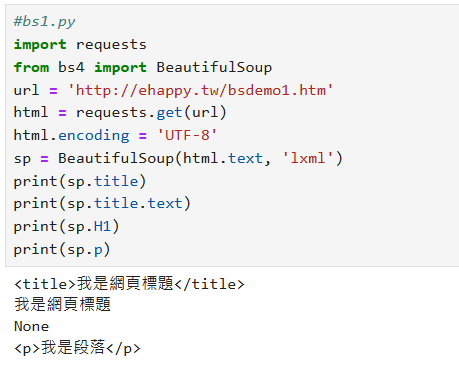 #bs1.py
import requests
from bs4 import BeautifulSoup
url = 'http://ehappy.tw/bsdemo1.htm'
html = requests.get(url)
html.encoding = 'UTF-8'
sp = BeautifulSoup(html.text, 'lxml')
print(sp.title)
print(sp.title.text)
print(sp.H1)
print(sp.p)
<title>我是網頁標題</title>
我是網頁標題
None
<p>我是段落</p>